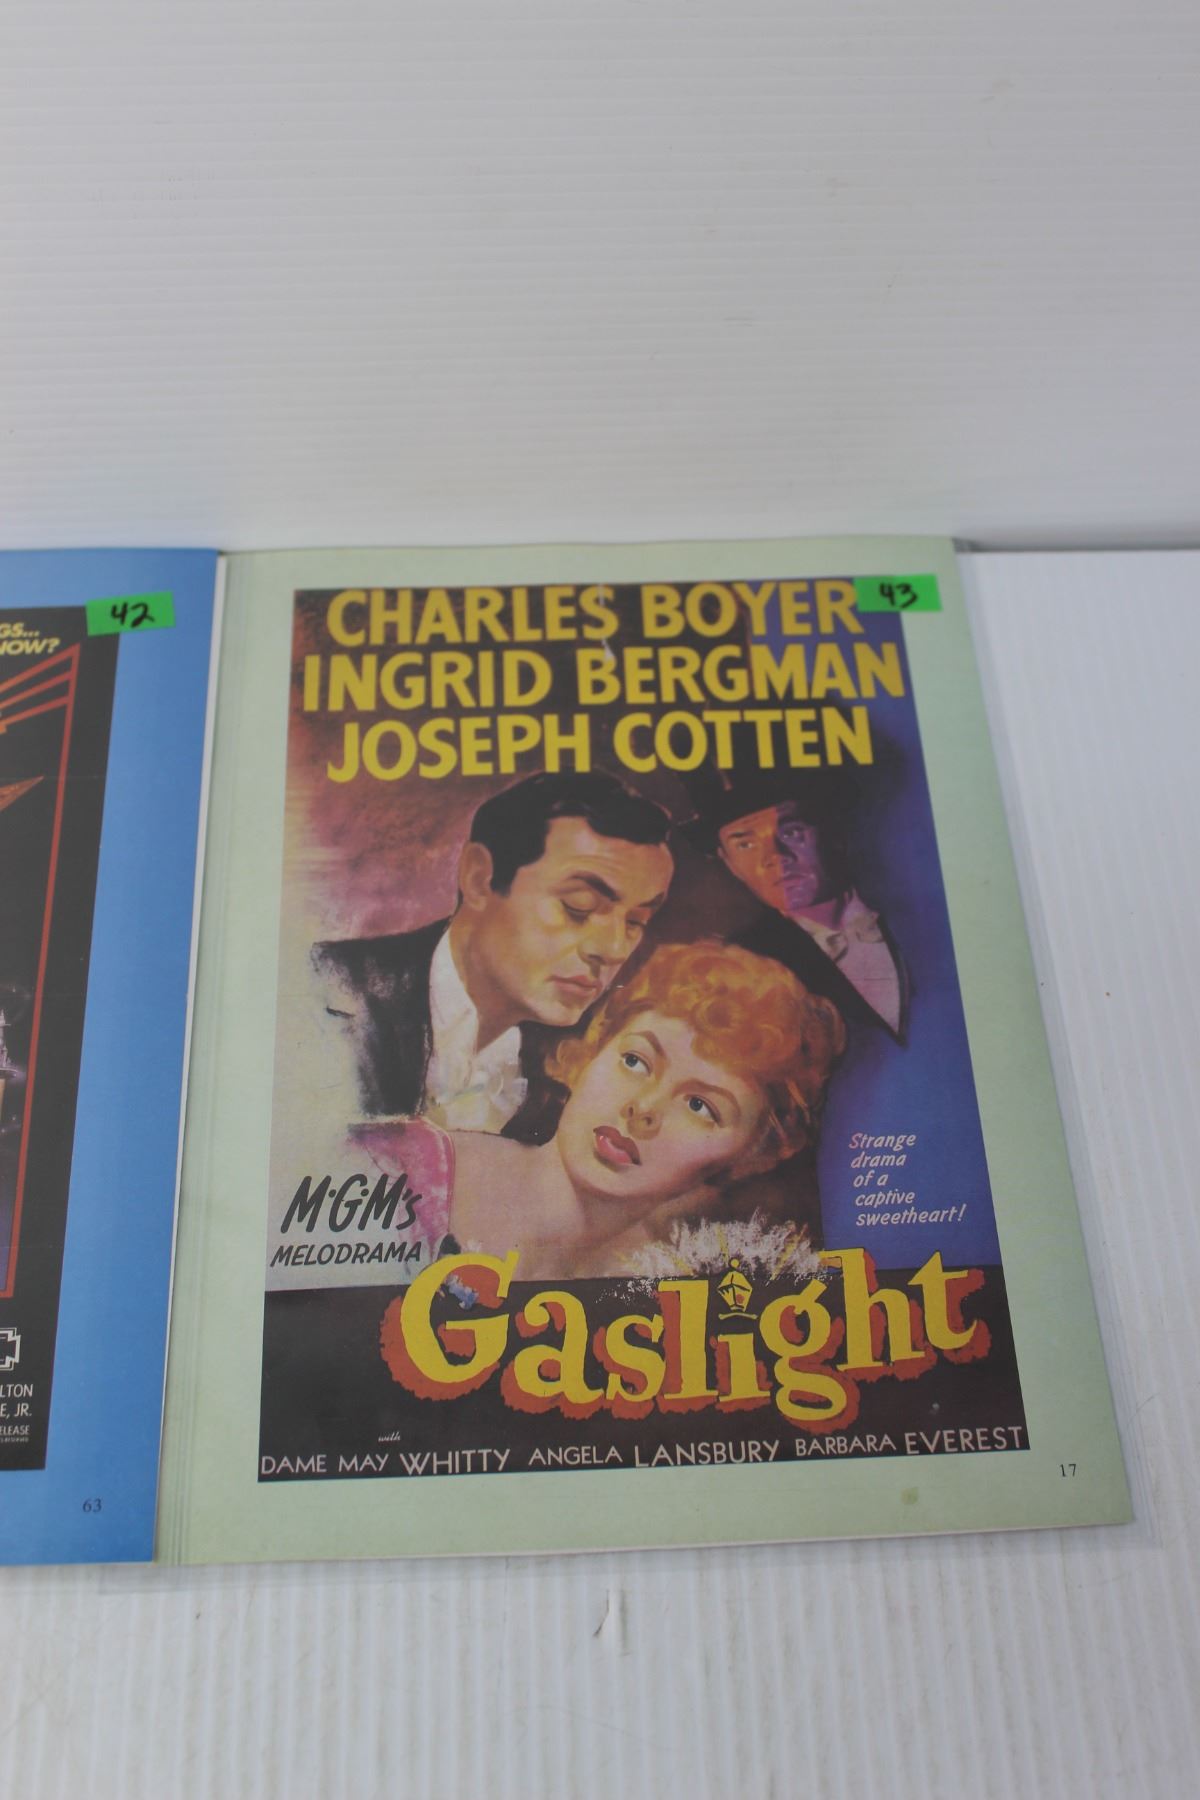 GS...
NOW?
42
LTON
E, JR.
RELEASE
63
43
CHARLES BOYER
INGRID BERGMAN
JOSEPH COTTEN
Strange
drama
of a
captive
sweetheart!
M·G·M's
MELODRAMA
Gaslight
with
DAME MAY WHITTY ANGELA LANSBURY BARBARA EVEREST
17